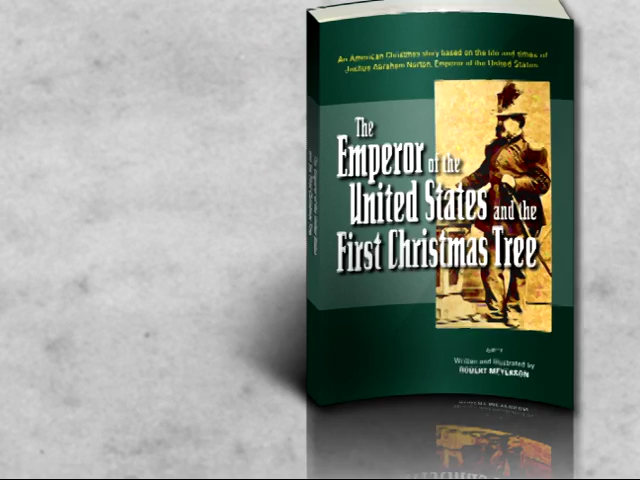 An American Christmas story based on the life and times of
Joshua Abraham Norton, Emperor of the United States
The
Emperor of the
United States and the
First Christmas Tree
Written and Illustrated by
ROBERT